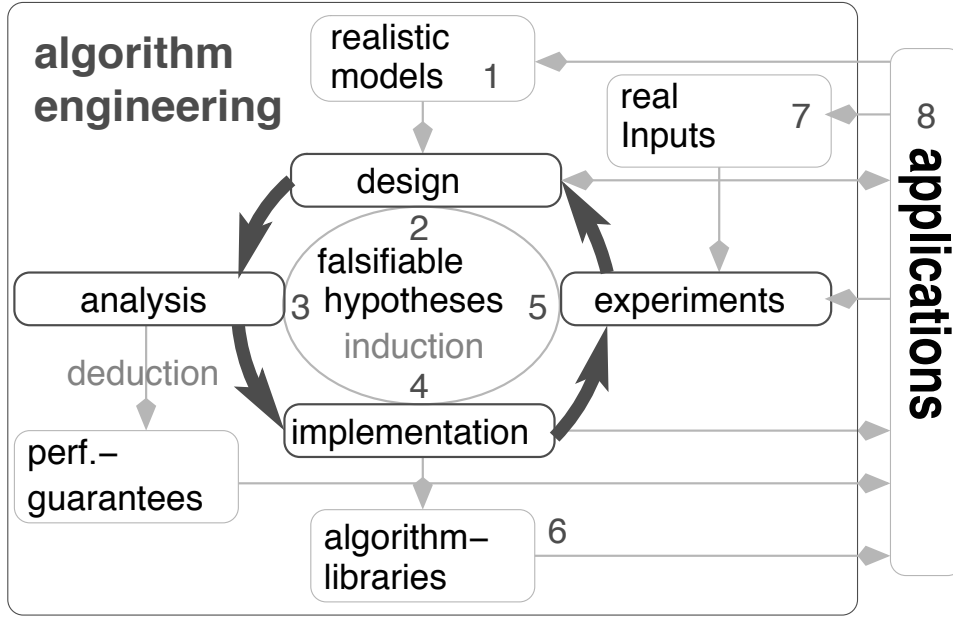 algorithm
engineering
realistic
models 1
real
Inputs 7
8
applications
design
2
falsifiable
hypotheses
3
5
induction
4
analysis
experiments
deduction
implementation
perf.–
guarantees
algorithm–
libraries
6